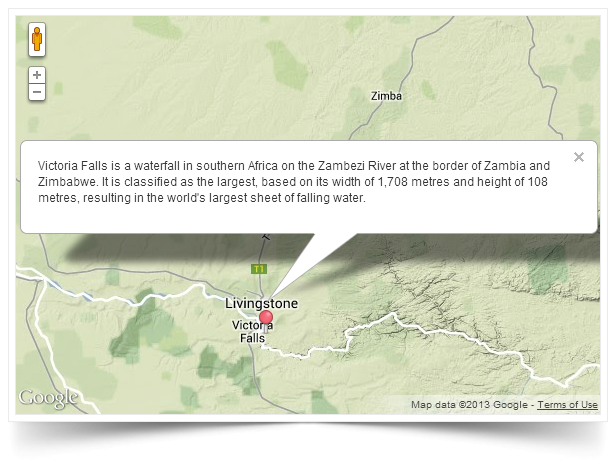 Zimba
Victoria Falls is a waterfall in southern Africa on the Zambezi River at the border of Zambia and
Zimbabwe. It is classified as the largest, based on its width of 1,708 metres and height of 108
metres, resulting in the world's largest sheet of falling water.
T1
Livingstone
Victoria
Falls
Google
Map data ©2013 Google - Terms of Use